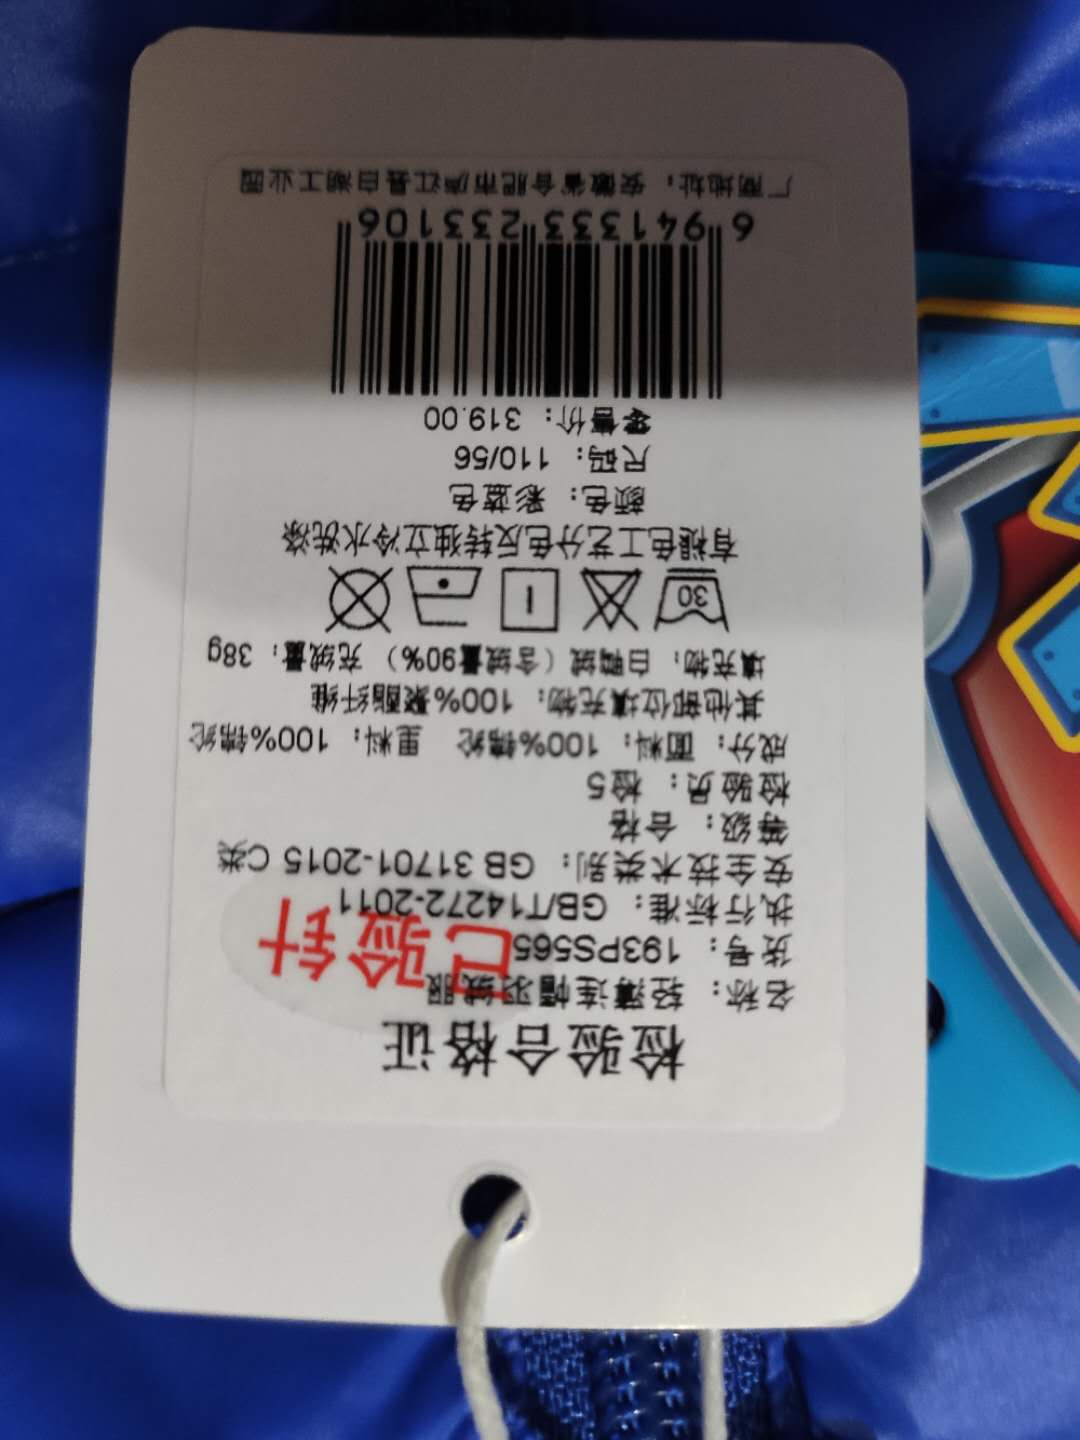 检验合格证
名称：轻薄连帽羽绒服
货号：193PS565
已验针
执行标准：GB/T14272-2011
安全技术类别：GB 31701-2015 C类
等级：合格
检验员：检5
成分：面料：100%锦纶 里料：100%锦纶
其他部位填充物：100%聚酯纤维
填充物：白鸭绒（含绒量90%）充绒量：38g
30
有褪色工艺分色反转独立冷水洗涤
颜色：彩蓝色
尺码：110/56
零售价：319.00
6 941333 233106
厂商地址：安徽省合肥市庐江县白湖工业园